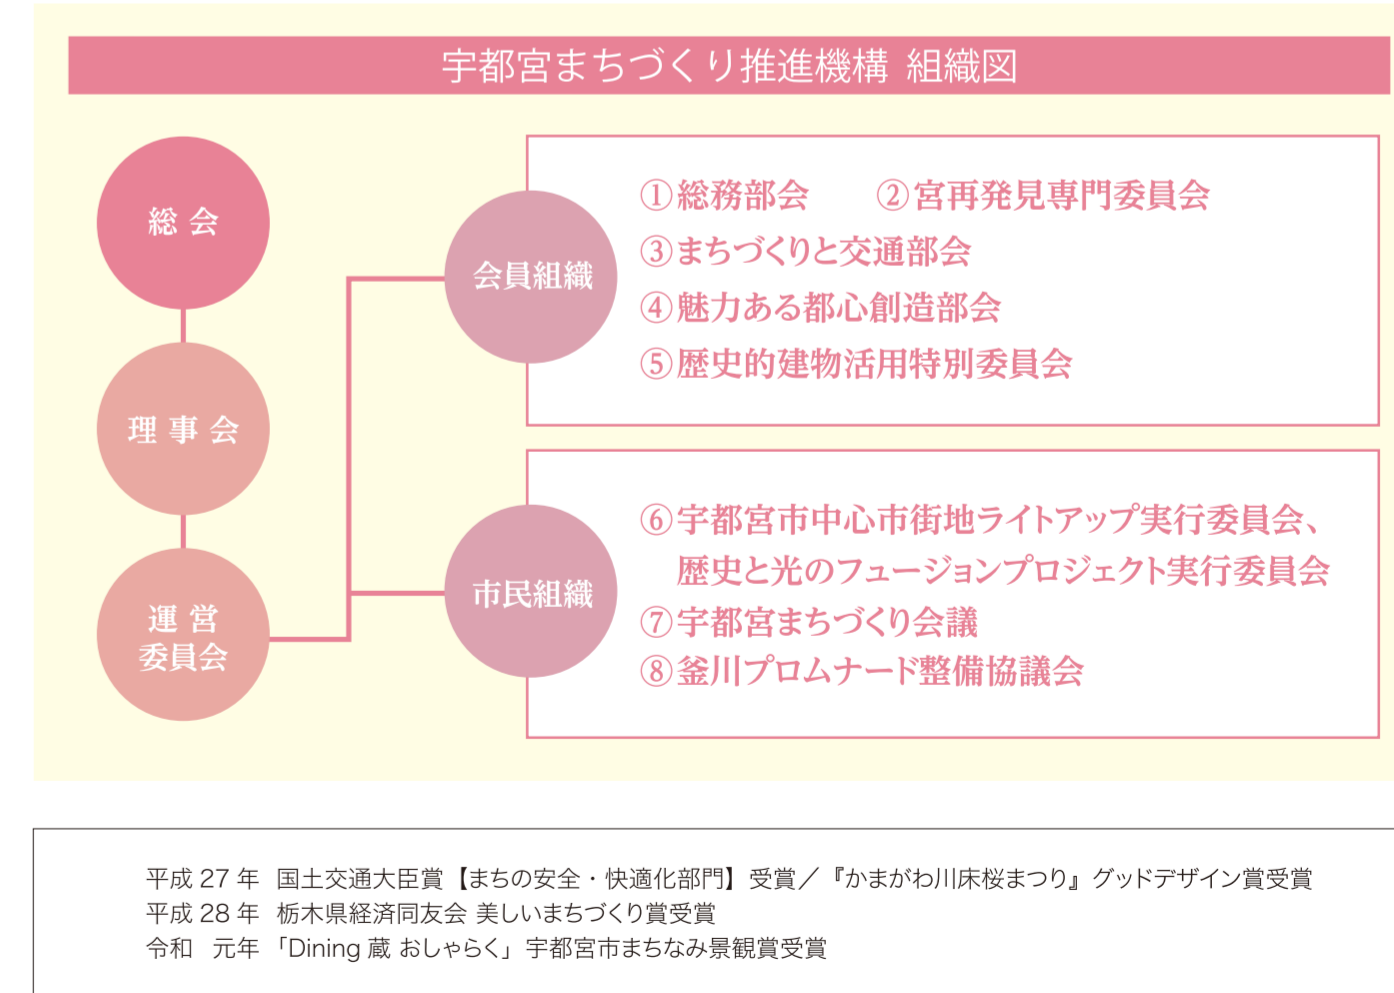 宇都宮まちづくり推進機構 組織図
総会
理事会
運営
委員会
会員組織
①総務部会 ②宮再発見専門委員会
③まちづくりと交通部会
④魅力ある都心創造部会
⑤歴史的建物活用特別委員会
市民組織
⑥宇都宮市中心市街地ライトアップ実行委員会、
歴史と光のフュージョンプロジェクト実行委員会
⑦宇都宮まちづくり会議
⑧釜川プロムナード整備協議会
平成 27 年 国土交通大臣賞【まちの安全・快適化部門】受賞／『かまがわ川床桜まつり』グッドデザイン賞受賞
平成 28 年 栃木県経済同友会 美しいまちづくり賞受賞
令和 元年 「Dining 蔵 おしゃらく」宇都宮市まちなみ景観賞受賞